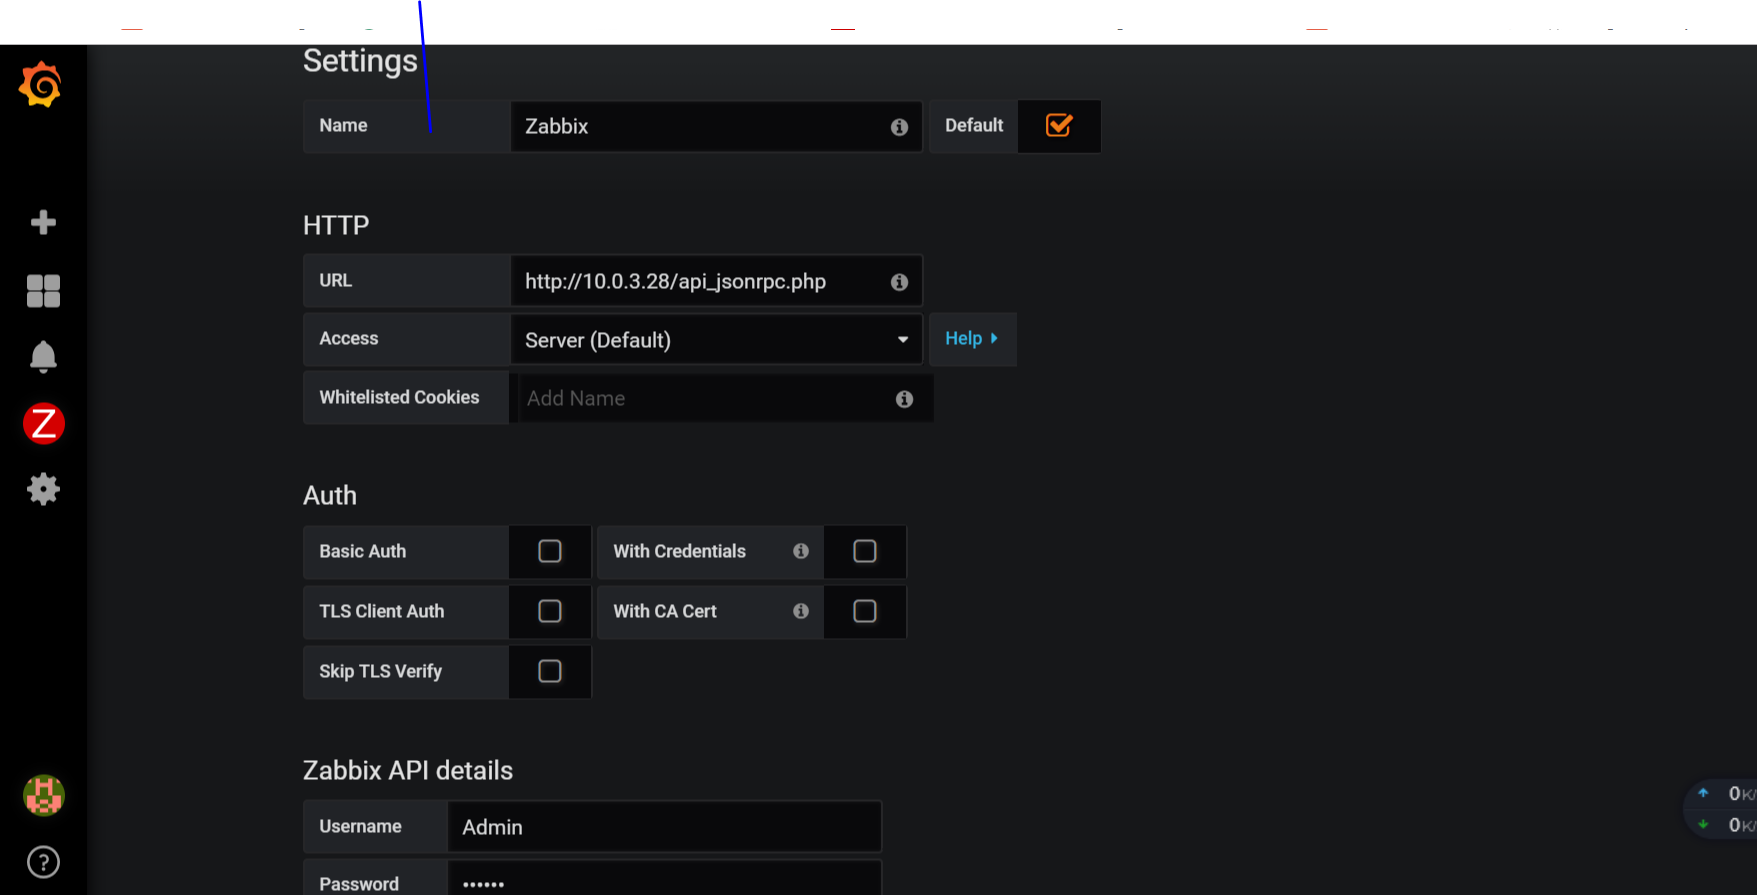 Settings
Name Zabbix Default
HTTP
URL http://10.0.3.28/api_jsonrpc.php
Access Server (Default) Help
Whitelisted Cookies Add Name
Auth
Basic Auth With Credentials
TLS Client Auth With CA Cert
Skip TLS Verify
Zabbix API details
Username Admin
Password ••••••
Z
?
0K/
0K/